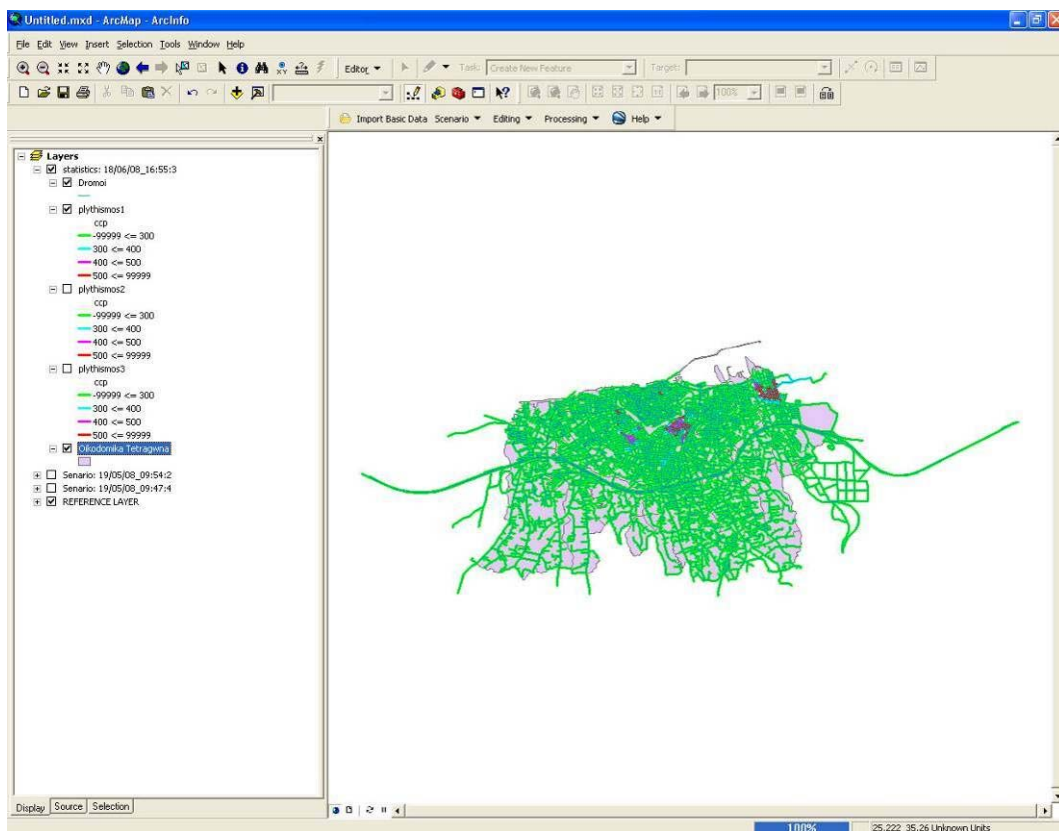 Untitled.mxd - ArcMap - ArcInfo
File Edit View Insert Selection Tools Window Help
Editor Task: Create New Feature Target:
100%
Import Basic Data Scenario Editing Processing Help
Layers
statistics: 18/06/08_16:55:3
Dromoi
plythismos1
ccp
-99999 <= 300
300 <= 400
400 <= 500
500 <= 99999
plythismos2
ccp
-99999 <= 300
300 <= 400
400 <= 500
500 <= 99999
plythismos3
ccp
-99999 <= 300
300 <= 400
400 <= 500
500 <= 99999
Oikodomika Tetragwna
Senario: 19/05/08_09:54:2
Senario: 19/05/08_09:47:4
REFERENCE LAYER
Display Source Selection
100% 25.222 35.26 Unknown Units